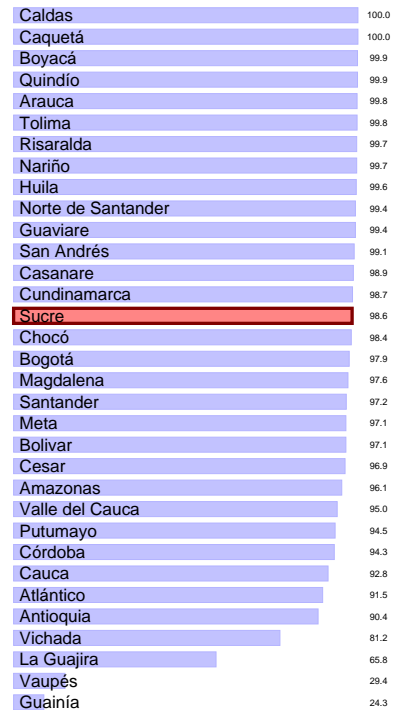 Caldas 100.0
Caquetá 100.0
Boyacá 99.9
Quindío 99.9
Arauca 99.8
Tolima 99.8
Risaralda 99.7
Nariño 99.7
Huila 99.6
Norte de Santander 99.4
Guaviare 99.4
San Andrés 99.1
Casanare 98.9
Cundinamarca 98.7
Sucre 98.6
Chocó 98.4
Bogotá 97.9
Magdalena 97.6
Santander 97.2
Meta 97.1
Bolivar 97.1
Cesar 96.9
Amazonas 96.1
Valle del Cauca 95.0
Putumayo 94.5
Córdoba 94.3
Cauca 92.8
Atlántico 91.5
Antioquia 90.4
Vichada 81.2
La Guajira 65.8
Vaupés 29.4
Guainía 24.3